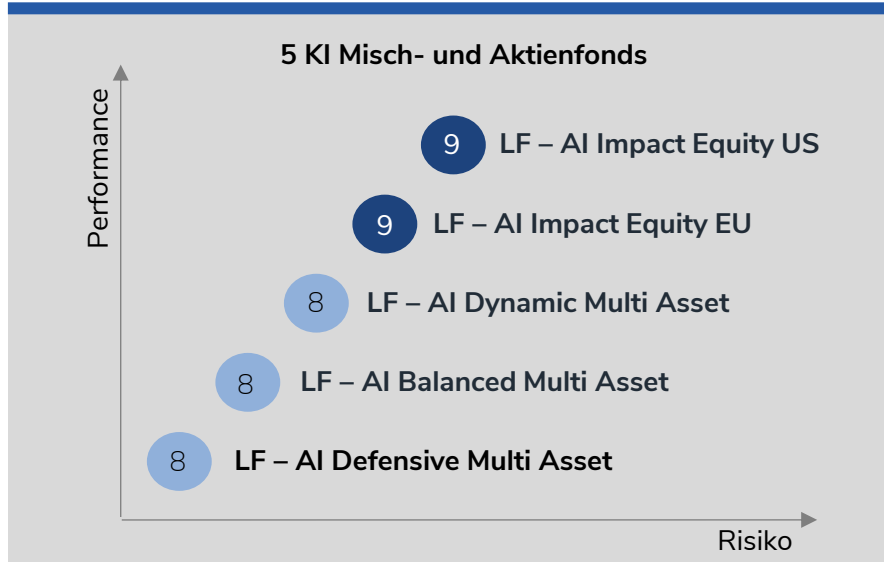 5 KI Misch- und Aktienfonds
Performance
9 LF – AI Impact Equity US
9 LF – AI Impact Equity EU
8 LF – AI Dynamic Multi Asset
8 LF – AI Balanced Multi Asset
8 LF – AI Defensive Multi Asset
Risiko